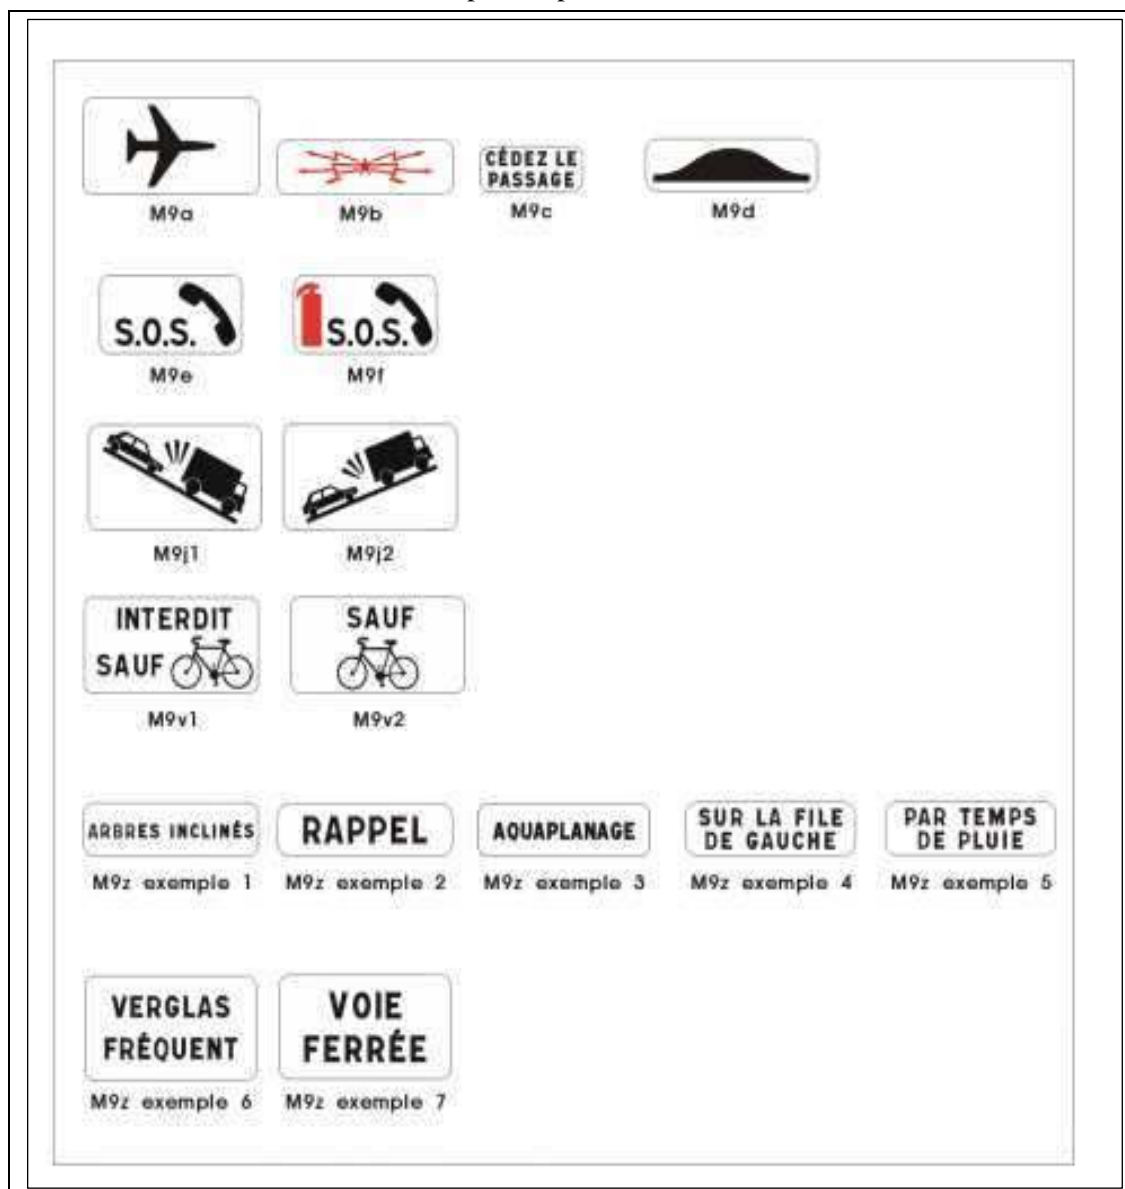 CÉDEZ LE
PASSAGE
M9a
M9b
M9c
M9d
S.O.S.
S.O.S.
M9e
M9f
M9j1
M9j2
INTERDIT
SAUF
SAUF
M9v1
M9v2
ARBRES INCLINÉS
RAPPEL
AQUAPLANAGE
SUR LA FILE
DE GAUCHE
PAR TEMPS
DE PLUIE
M9z exemple 1
M9z exemple 2
M9z exemple 3
M9z exemple 4
M9z exemple 5
VERGLAS
FRÉQUENT
VOIE
FERRÉE
M9z exemple 6
M9z exemple 7